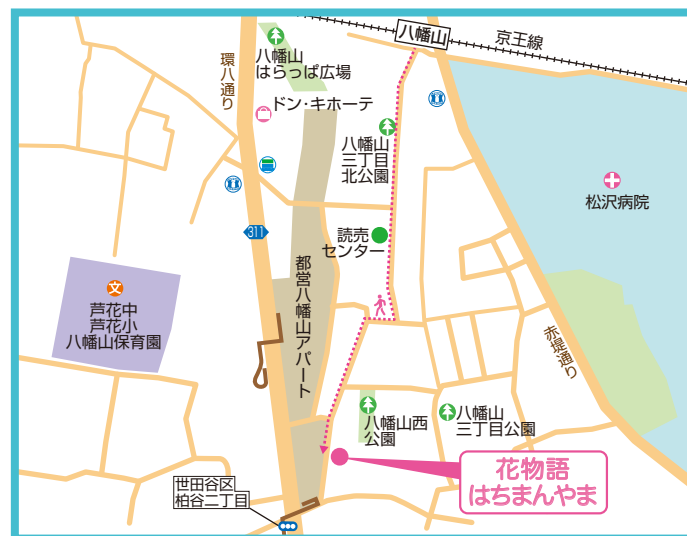 八幡山
京王線
八幡山
はらっぱ広場
環八通り
ドン・キホーテ
八幡山
三丁目
北公園
松沢病院
読売
センター
311
都営八幡山アパート
文
芦花中
芦花小
八幡山保育園
赤堤通り
八幡山西
公園
八幡山
三丁目公園
花物語
はちまんやま
世田谷区
柏谷二丁目